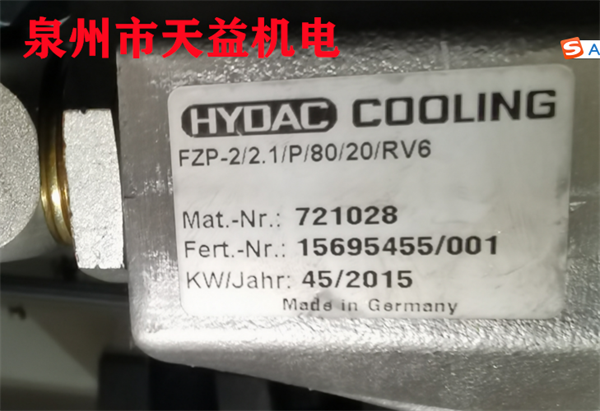 泉州市天益机电
S A
HYDAC COOLING
FZP-2/2.1/P/80/20/RV6
Mat.-Nr.: 721028
Fert.-Nr.: 15695455/001
KW/Jahr: 45/2015
Made in Germany